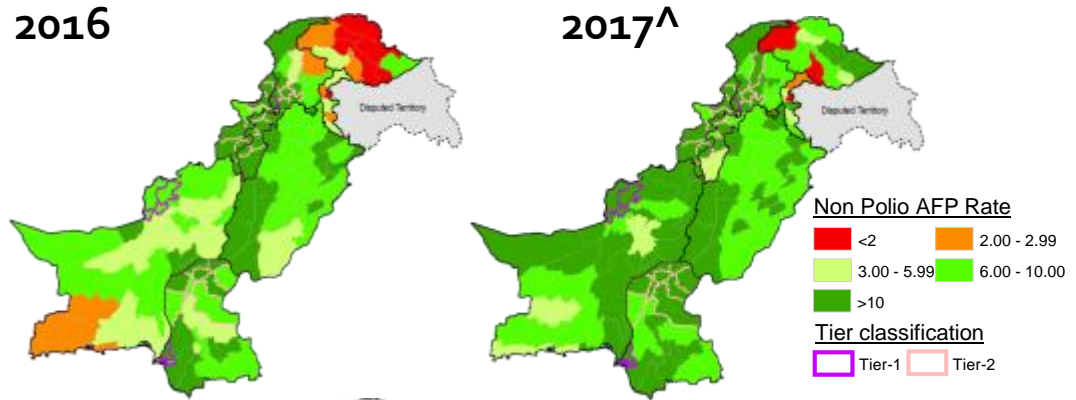 2016
2017^
Disputed Territory
Disputed Territory
Non Polio AFP Rate
<2
2.00 - 2.99
3.00 - 5.99
6.00 - 10.00
>10
Tier classification
Tier-1
Tier-2